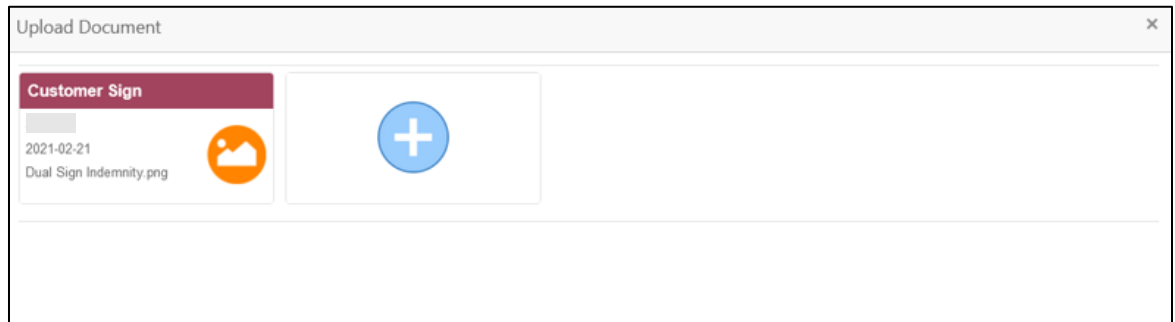 Upload Document
×
Customer Sign
2021-02-21
Dual Sign Indemnity.png